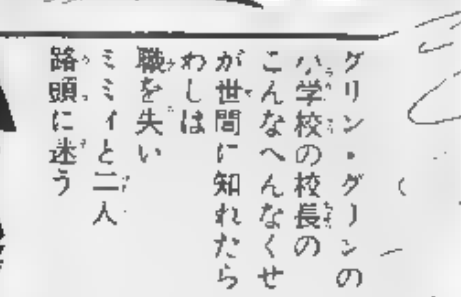 グリン・グリンの
小学校の校長の
こんなへんなくせ
が世間に知れたら
わしは
職を失い
ミミィと二人
路頭に迷う